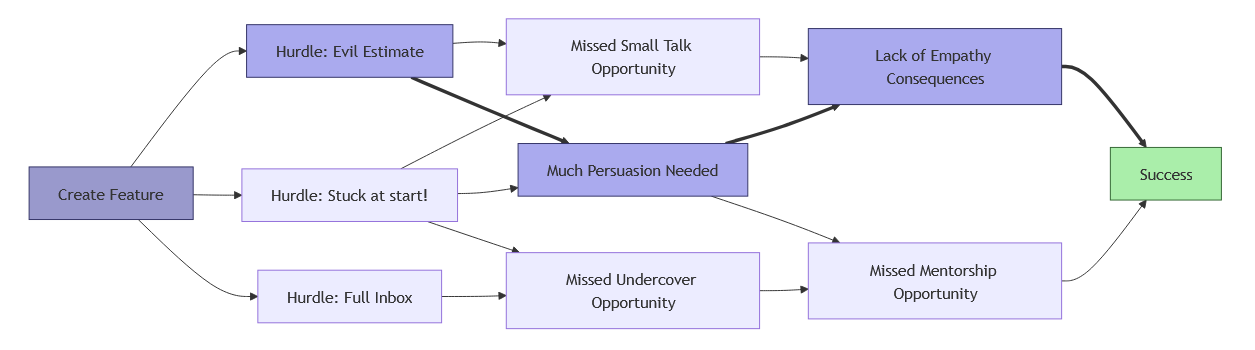 Create Feature
Hurdle: Evil Estimate
Hurdle: Stuck at start!
Hurdle: Full Inbox
Missed Small Talk
Opportunity
Much Persuasion Needed
Missed Undercover
Opportunity
Lack of Empathy
Consequences
Missed Mentorship
Opportunity
Success